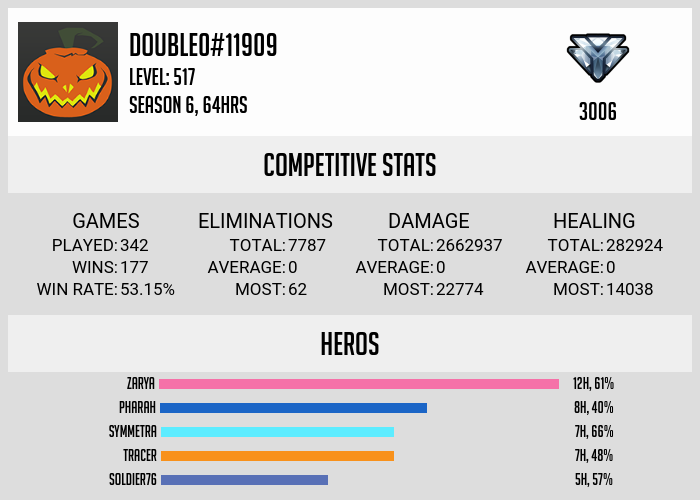 DOUBLEO#11909
LEVEL: 517
SEASON 6, 64HRS
3006
COMPETITIVE STATS
GAMES
PLAYED: 342
WINS: 177
WIN RATE: 53.15%
ELIMINATIONS
TOTAL: 7787
AVERAGE: 0
MOST: 62
DAMAGE
TOTAL: 2662937
AVERAGE: 0
MOST: 22774
HEALING
TOTAL: 282924
AVERAGE: 0
MOST: 14038
HEROS
ZARYA 12H, 61%
PHARAH 8H, 40%
SYMMETRA 7H, 66%
TRACER 7H, 48%
SOLDIER76 5H, 57%